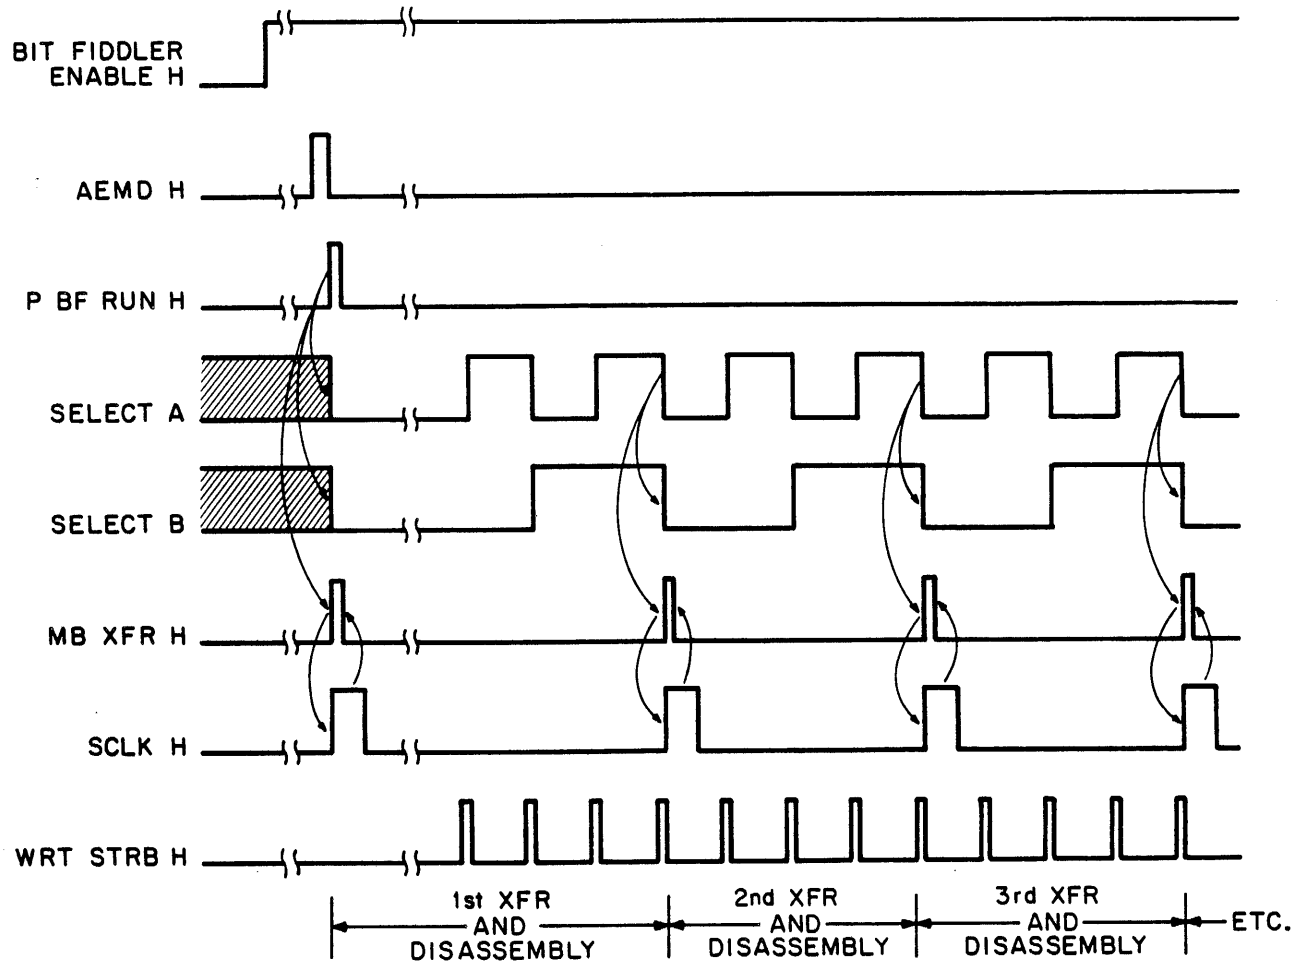 BIT FIDDLER
ENABLE H
AEMD H
P BF RUN H
SELECT A
SELECT B
MB XFR H
SCLK H
WRT STRB H
1st XFR
AND
DISASSEMBLY
2nd XFR
AND
DISASSEMBLY
3rd XFR
AND
DISASSEMBLY
ETC.